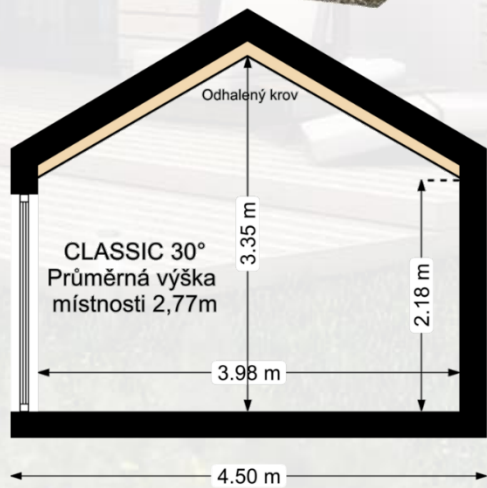 Odhalený krov
3.35 m
CLASSIC 30°
Průměrná výška
místnosti 2,77m
2.18 m
3.98 m
4.50 m